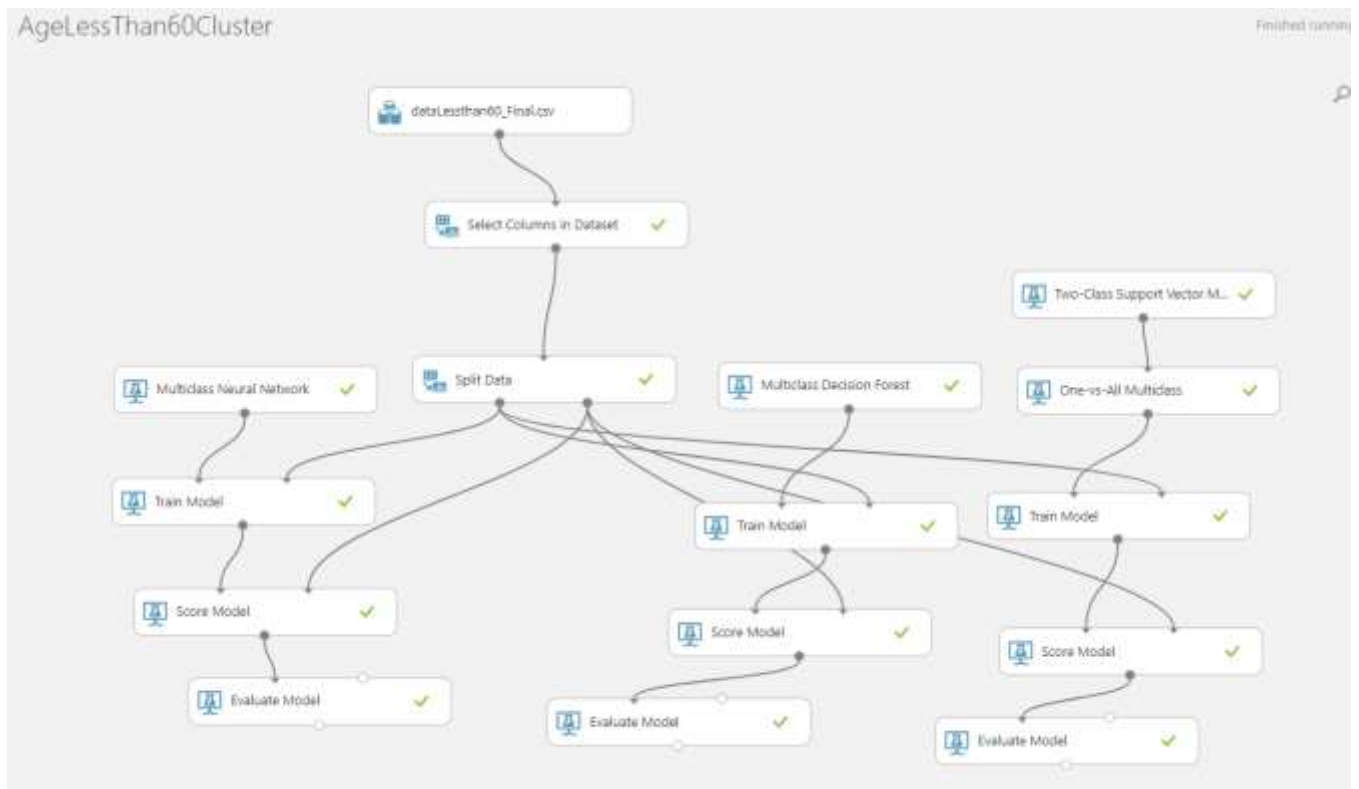 AgeLessThan60Cluster
Finished running
dataLessthan60_Final.csv
Select Columns in Dataset
Two-Class Support Vector M...
Multiclass Neural Network
Split Data
Multiclass Decision Forest
One-vs-All Multiclass
Train Model
Train Model
Train Model
Score Model
Score Model
Score Model
Evaluate Model
Evaluate Model
Evaluate Model